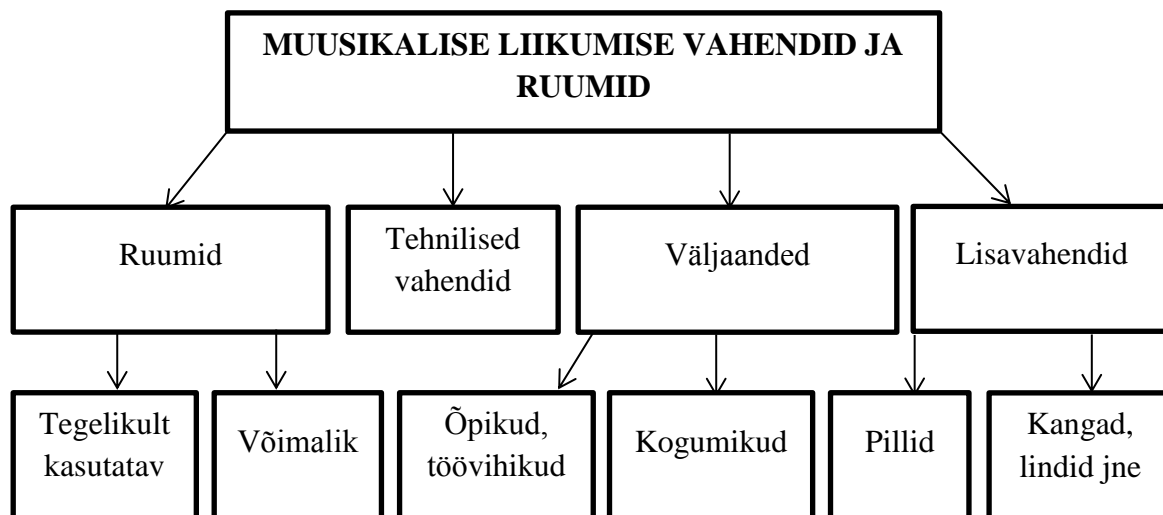 MUUSIKALISE LIIKUMISE VAHENDID JA
RUUMID
Ruumid
Tehnilised
vahendid
Väljaanded
Lisavahendid
Tegelikult
kasutatav
Võimalik
Õpikud,
töövihikud
Kogumikud
Pillid
Kangad,
lindid jne